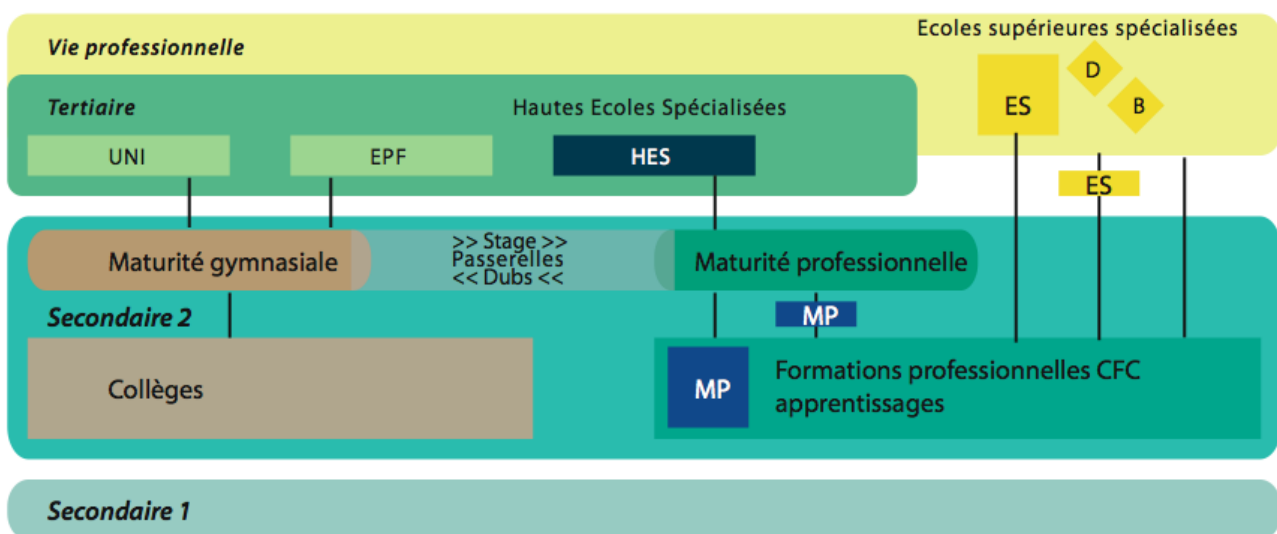 Ecoles supérieures spécialisées
Vie professionnelle
D
B
ES
Tertiaire
Hautes Ecoles Spécialisées
UNI
EPF
HES
ES
>> Stage >>
Passerelles
<< Dubs <<
Maturité gymnasiale
Maturité professionnelle
Secondaire 2
MP
Collèges
MP
Formations professionnelles CFC
apprentissages
Secondaire 1